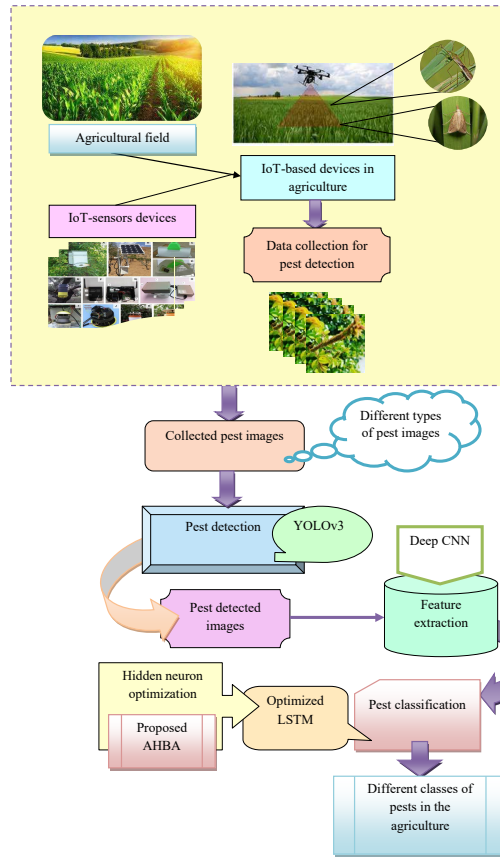 Agricultural field
IoT-based devices in
agriculture
IoT-sensors devices
Data collection for
pest detection
Collected pest images
Different types
of pest images
Pest detection
YOLOv3
Deep CNN
Pest detected
images
Feature
extraction
Hidden neuron
optimization
Proposed
AHBA
Optimized
LSTM
Pest classification
Different classes of
pests in the
agriculture